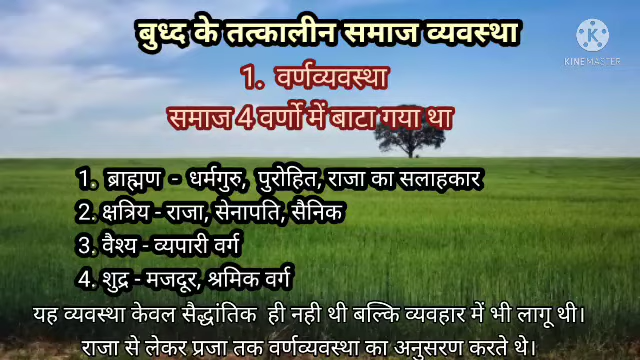 बुध्द के तत्कालीन समाज व्यवस्था
KINEMASTER
1. वर्णव्यवस्था
समाज 4 वर्णो में बाटा गया था
1. ब्राह्मण - धर्मगुरु, पुरोहित, राजा का सलाहकार
2. क्षत्रिय - राजा, सेनापति, सैनिक
3. वैश्य - व्यपारी वर्ग
4. शुद्र - मजदूर, श्रमिक वर्ग
यह व्यवस्था केवल सैद्धांतिक ही नही थी बल्कि व्यवहार में भी लागू थी।
राजा से लेकर प्रजा तक वर्णव्यवस्था का अनुसरण करते थे।